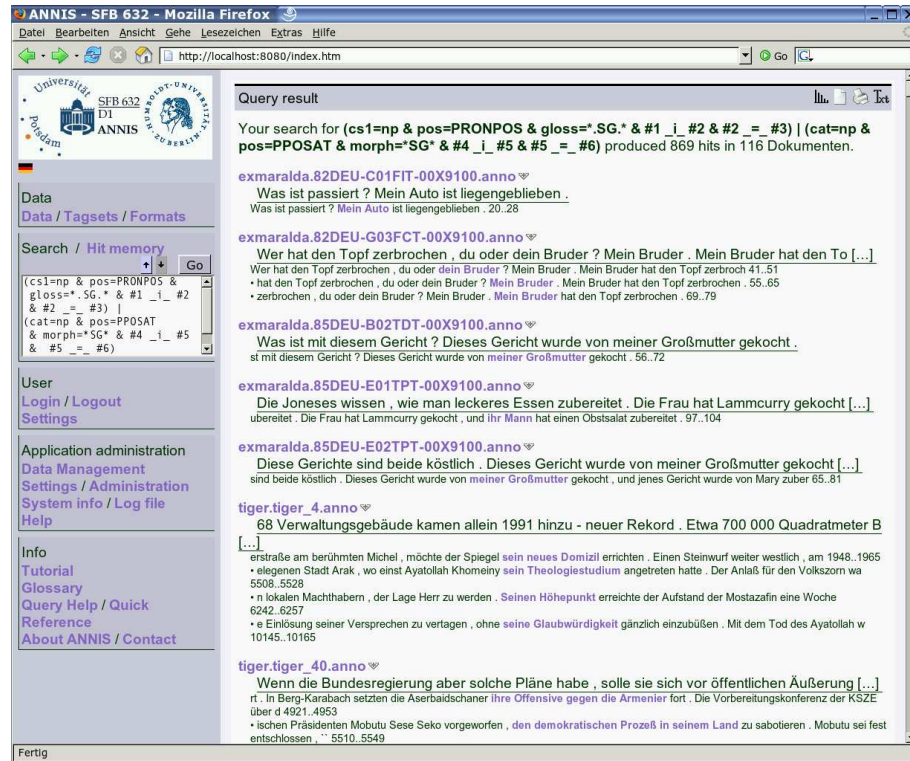 ANNIS - SFB 632 - Mozilla Firefox
Datei Bearbeiten Ansicht Gehe Lesezeichen Extras Hilfe
http://localhost:8080/index.htm
Go
Universität
Potsdam
SFB 632
D1
ANNIS
HUMBOLDT-UNIVERSITÄT
ZU BERLIN
Data
Data / Tagsets / Formats
Search / Hit memory
Go
(cs1=np & pos=PRONPOS &
gloss=*.SG.* & #1 _i_ #2
& #2 _=_ #3) |
(cat=np & pos=PPOSAT
& morph=*SG* & #4 _i_ #5
& #5 _=_ #6)
User
Login / Logout
Settings
Application administration
Data Management
Settings / Administration
System info / Log file
Help
Info
Tutorial
Glossary
Query Help / Quick
Reference
About ANNIS / Contact
Query result
Txt
Your search for (cs1=np & pos=PRONPOS & gloss=*.SG.* & #1 _i_ #2 & #2 _=_ #3) | (cat=np &
pos=PPOSAT & morph=*SG* & #4 _i_ #5 & #5 _=_ #6) produced 869 hits in 116 Dokumenten.
exmaralda.82DEU-C01FIT-00X9100.anno
Was ist passiert ? Mein Auto ist liegengeblieben .
Was ist passiert ? Mein Auto ist liegengeblieben . 20..28
exmaralda.82DEU-G03FCT-00X9100.anno
Wer hat den Topf zerbrochen , du oder dein Bruder ? Mein Bruder . Mein Bruder hat den To [...]
Wer hat den Topf zerbrochen , du oder dein Bruder ? Mein Bruder . Mein Bruder hat den Topf zerbroch 41..51
• hat den Topf zerbrochen , du oder dein Bruder ? Mein Bruder . Mein Bruder hat den Topf zerbrochen . 55..65
• zerbrochen , du oder dein Bruder ? Mein Bruder . Mein Bruder hat den Topf zerbrochen . 69..79
exmaralda.85DEU-B02TDT-00X9100.anno
Was ist mit diesem Gericht ? Dieses Gericht wurde von meiner Großmutter gekocht .
st mit diesem Gericht ? Dieses Gericht wurde von meiner Großmutter gekocht . 56..72
exmaralda.85DEU-E01TPT-00X9100.anno
Die Joneses wissen , wie man leckeres Essen zubereitet . Die Frau hat Lammcurry gekocht [...]
ubereitet . Die Frau hat Lammcurry gekocht , und ihr Mann hat einen Obstsalat zubereitet . 97..104
exmaralda.85DEU-E02TPT-00X9100.anno
Diese Gerichte sind beide köstlich . Dieses Gericht wurde von meiner Großmutter gekocht [...]
sind beide köstlich . Dieses Gericht wurde von meiner Großmutter gekocht , und jenes Gericht wurde von Mary zuber 65..81
tiger.tiger_4.anno
68 Verwaltungsgebäude kamen allein 1991 hinzu - neuer Rekord . Etwa 700 000 Quadratmeter B
[...]
erstraße am berühmten Michel , möchte der Spiegel sein neues Domizil errichten . Einen Steinwurf weiter westlich , am 1948..1965
• elegenen Stadt Arak , wo einst Ayatollah Khomeiny sein Theologiestudium angetreten hatte . Der Anlaß für den Volkszorn wa
5508..5528
• n lokalen Machthabern , der Lage Herr zu werden . Seinen Höhepunkt erreichte der Aufstand der Mostazafin eine Woche
6242..6257
• e Einlösung seiner Versprechen zu vertagen , ohne seine Glaubwürdigkeit gänzlich einzubüßen . Mit dem Tod des Ayatollah w
10145..10165
tiger.tiger_40.anno
Wenn die Bundesregierung aber solche Pläne habe , solle sie sich vor öffentlichen Äußerung [...]
rt . In Berg-Karabach setzten die Aserbaidschaner ihre Offensive gegen die Armenier fort . Die Vorbereitungskonferenz der KSZE
über d 4921..4953
• ischen Präsidenten Mobutu Sese Seko vorgeworfen , den demokratischen Prozeß in seinem Land zu sabotieren . Mobutu sei fest
entschlossen , `` 5510..5549
Fertig